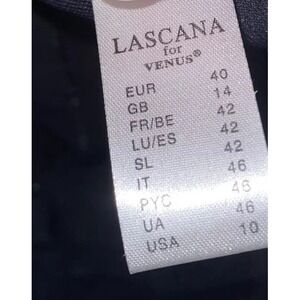 LASCANA
for
VENUS®
EUR 40
GB 14
FR/BE 42
LU/ES 42
SL 42
IT 46
PYC 46
UA 46
USA 10